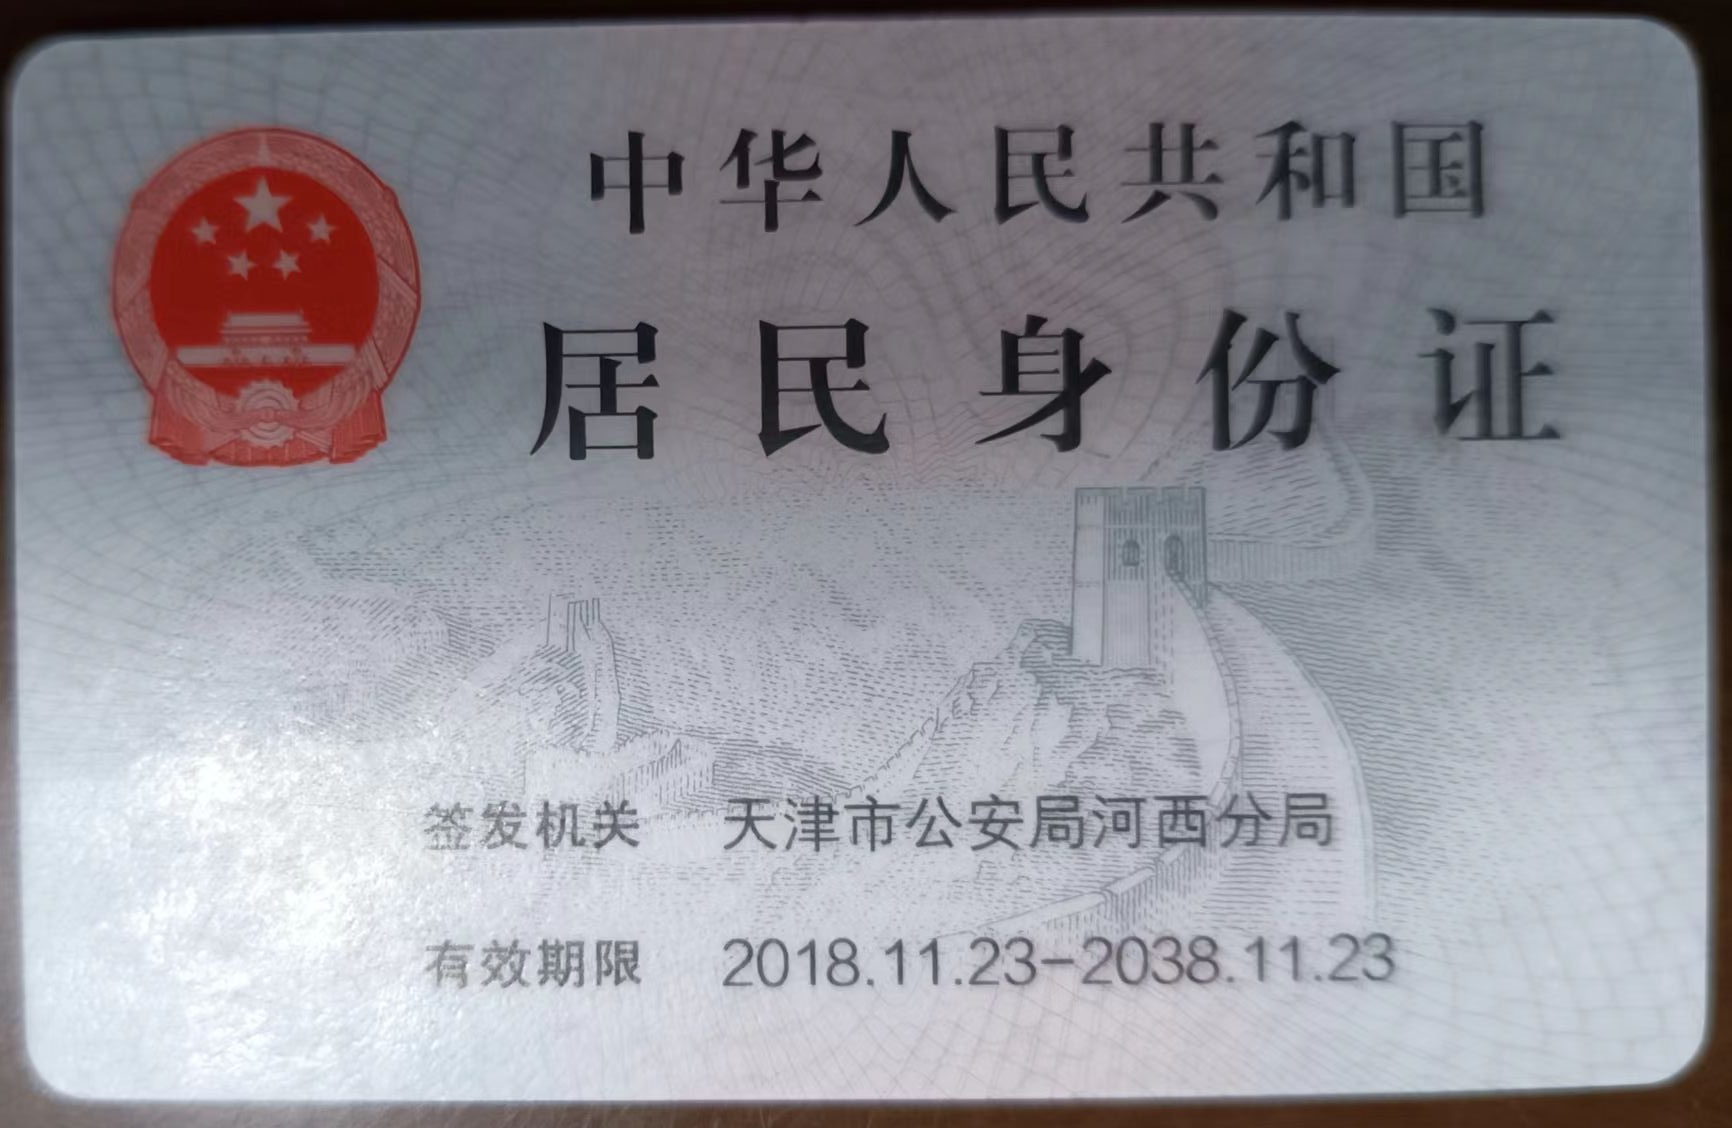 中华人民共和国
居民身份证
签发机关 天津市公安局河西分局
有效期限 2018.11.23-2038.11.23